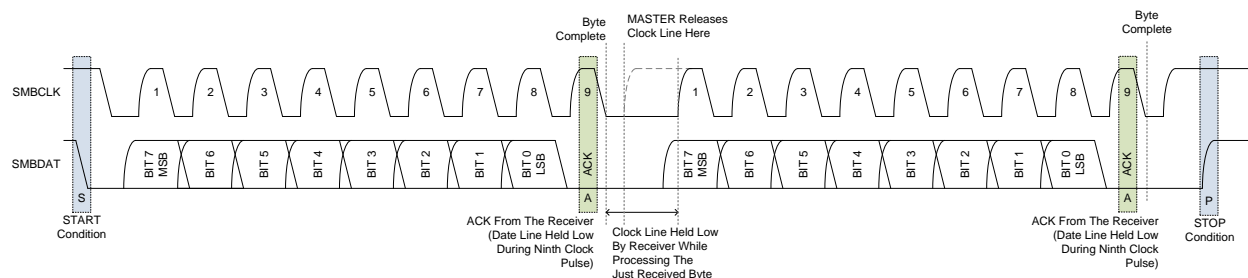 Byte
Complete
MASTER Releases
Clock Line Here
Byte
Complete
SMBCLK
1
2
3
4
5
6
7
8
9
1
2
3
4
5
6
7
8
9
SMBDAT
BIT 7
MSB
BIT 6
BIT 5
BIT 4
BIT 3
BIT 2
BIT 1
BIT 0
LSB
ACK
BIT 7
MSB
BIT 6
BIT 5
BIT 4
BIT 3
BIT 2
BIT 1
BIT 0
LSB
ACK
S
A
A
P
START
Condition
ACK From The Receiver
(Date Line Held Low
During Ninth Clock
Pulse)
Clock Line Held Low
By Receiver While
Processing The
Just Received Byte
ACK From The Receiver
(Date Line Held Low
During Ninth Clock
Pulse)
STOP
Condition